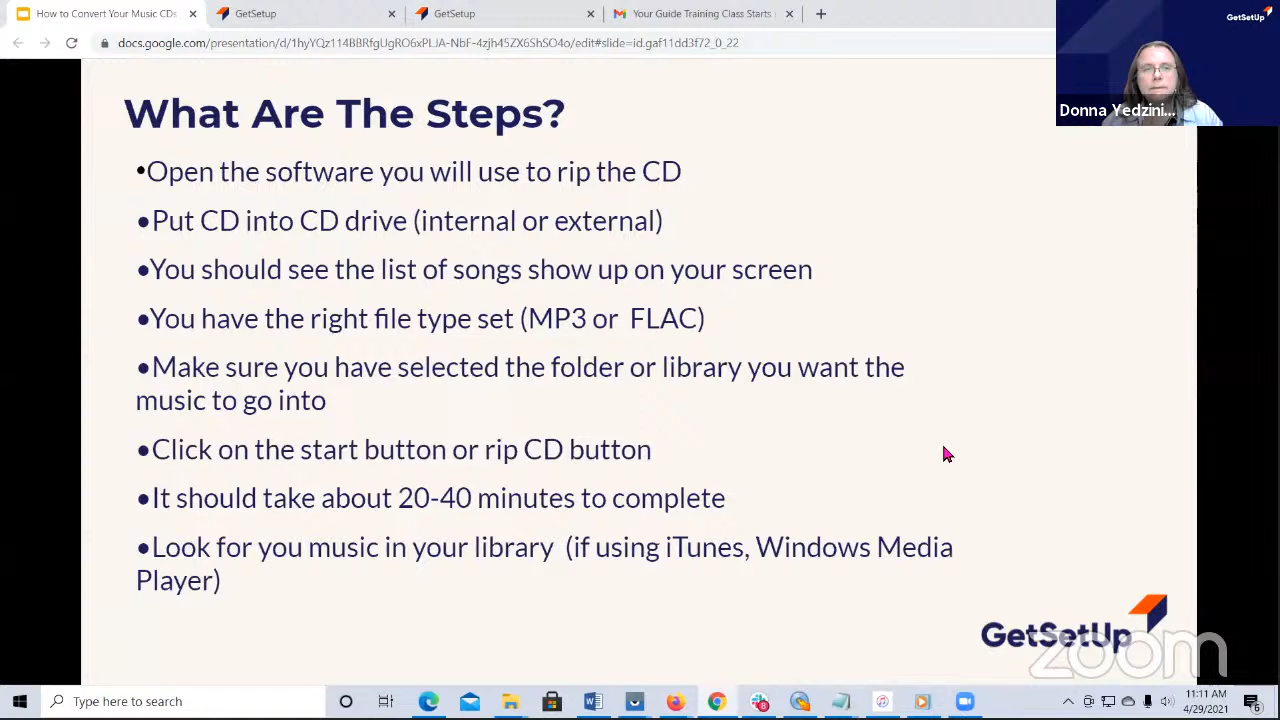 How to Convert Your Music CDs
GetSetup
GetSetup
Your Guide Training Class Starts
GetSetUp
docs.google.com/presentation/d/1hyYQz114BBRfgUgRO6xPLJA-NbF-4zjh45ZX6ShSO4o/edit#slide=id.gaf11dd3f72_0_22
Donna Yedzini...
What Are The Steps?
•Open the software you will use to rip the CD
•Put CD into CD drive (internal or external)
•You should see the list of songs show up on your screen
•You have the right file type set (MP3 or  FLAC)
•Make sure you have selected the folder or library you want the
music to go into
•Click on the start button or rip CD button
•It should take about 20-40 minutes to complete
•Look for you music in your library  (if using iTunes, Windows Media
Player)
GetSetUp
zoom
Type here to search
11:11 AM
4/29/2021